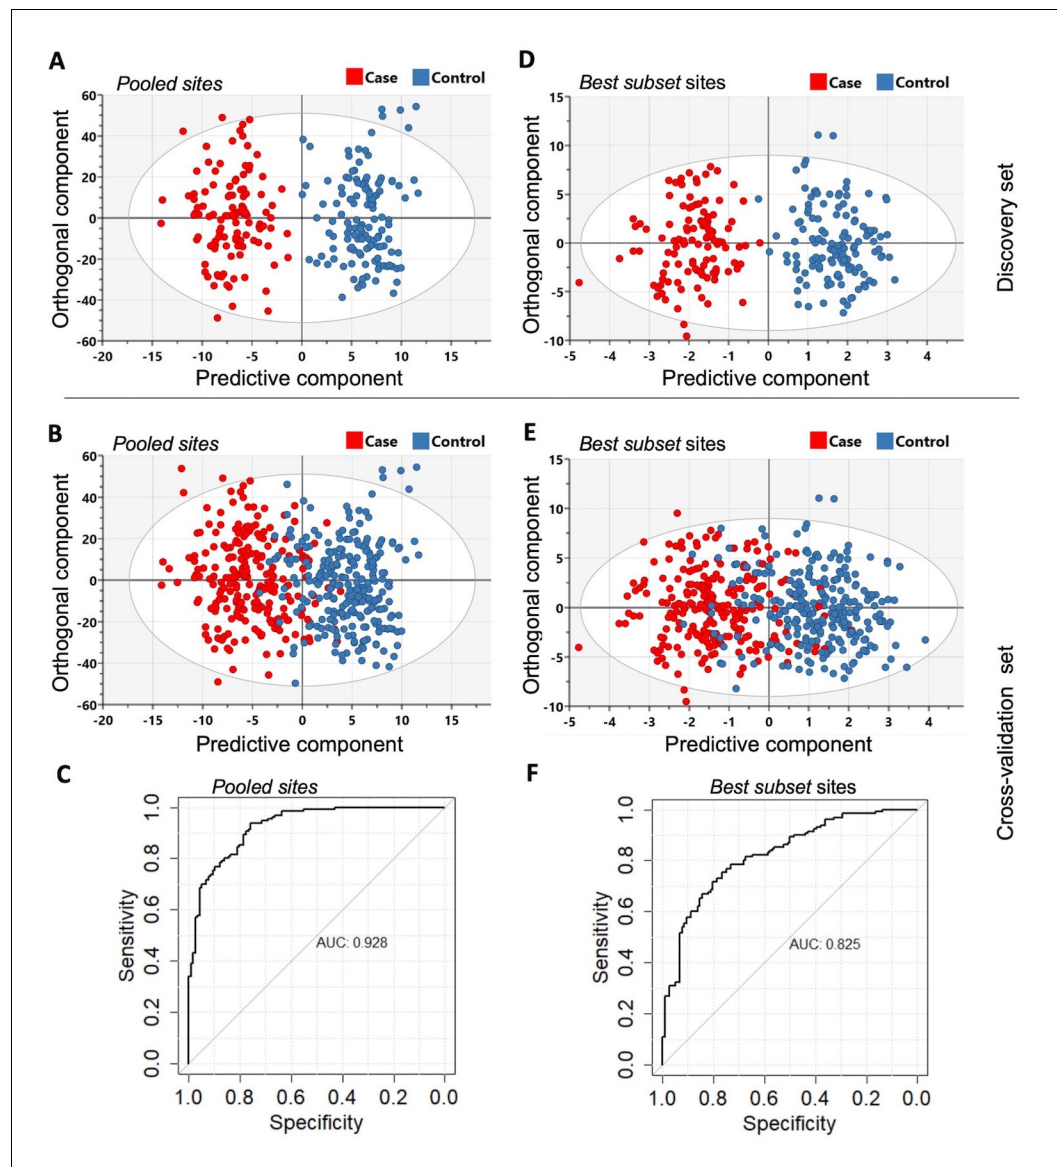 A
Pooled sites
Case
Control
60
40
20
0
-20
-40
-60
-20
-15
-10
-5
0
5
10
15
Orthogonal component
Predictive component
D
Best subset sites
Case
Control
15
10
5
0
-5
-10
-5
-4
-3
-2
-1
0
1
2
3
4
Orthogonal component
Predictive component
Discovery set
B
Pooled sites
Case
Control
60
40
20
0
-20
-40
-60
-20
-15
-10
-5
0
5
10
15
Orthogonal component
Predictive component
E
Best subset sites
Case
Control
15
10
5
0
-5
-10
-5
-4
-3
-2
-1
0
1
2
3
4
Orthogonal component
Predictive component
Cross-validation set
C
Pooled sites
1.0
0.8
0.6
0.4
0.2
0.0
Sensitivity
AUC: 0.928
1.0
0.8
0.6
0.4
0.2
0.0
Specificity
F
Best subset sites
1.0
0.8
0.6
0.4
0.2
0.0
Sensitivity
AUC: 0.825
1.0
0.8
0.6
0.4
0.2
0.0
Specificity